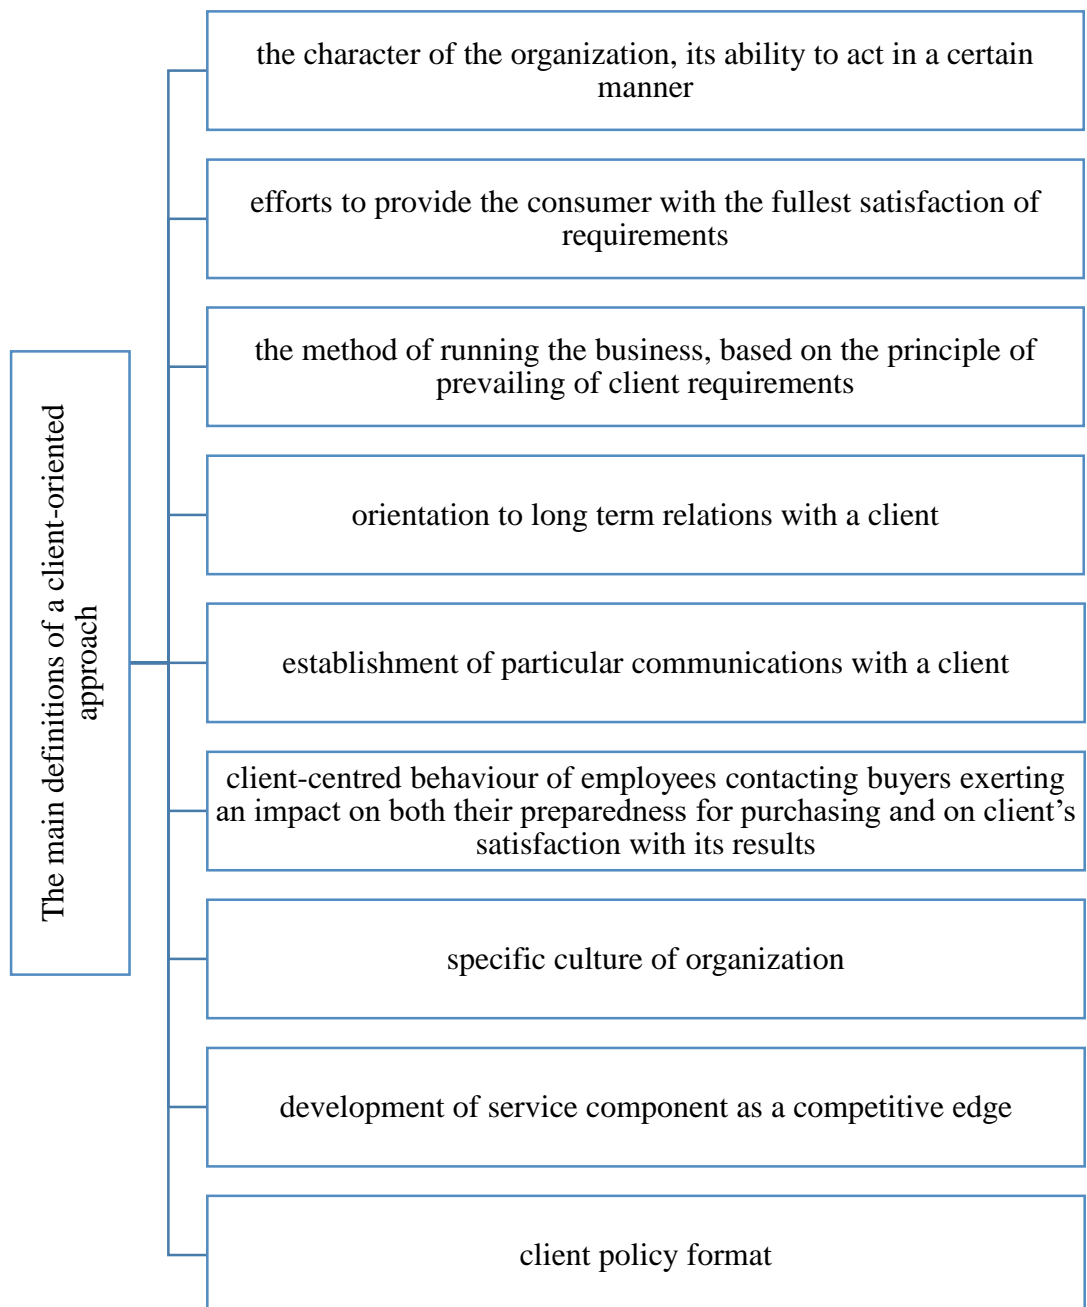 the character of the organization, its ability to act in a certain
manner
efforts to provide the consumer with the fullest satisfaction of
requirements
the method of running the business, based on the principle of
prevailing of client requirements
The main definitions of a client-oriented
approach
orientation to long term relations with a client
establishment of particular communications with a client
client-centred behaviour of employees contacting buyers exerting
an impact on both their preparedness for purchasing and on client’s
satisfaction with its results
specific culture of organization
development of service component as a competitive edge
client policy format